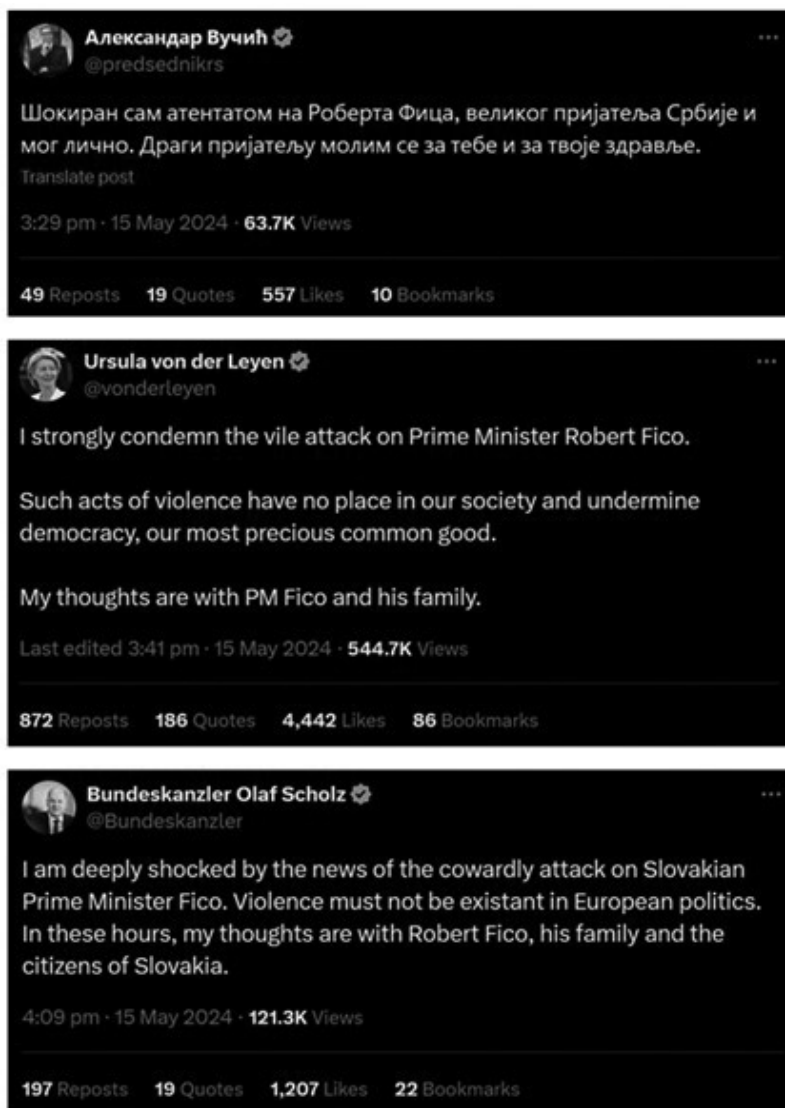 Александар Вучић
@predsednikrs
Шокиран сам атентатом на Роберта Фица, великог пријатеља Србије и
мог лично. Драги пријатељу молим се за тебе и за твоје здравље.
Translate post
3:29 pm · 15 May 2024 · 63.7K Views
49 Reposts 19 Quotes 557 Likes 10 Bookmarks
Ursula von der Leyen
@vonderleyen
I strongly condemn the vile attack on Prime Minister Robert Fico.
Such acts of violence have no place in our society and undermine
democracy, our most precious common good.
My thoughts are with PM Fico and his family.
Last edited 3:41 pm · 15 May 2024 · 544.7K Views
872 Reposts 186 Quotes 4,442 Likes 86 Bookmarks
Bundeskanzler Olaf Scholz
@Bundeskanzler
I am deeply shocked by the news of the cowardly attack on Slovakian
Prime Minister Fico. Violence must not be existant in European politics.
In these hours, my thoughts are with Robert Fico, his family and the
citizens of Slovakia.
4:09 pm · 15 May 2024 · 121.3K Views
197 Reposts 19 Quotes 1,207 Likes 22 Bookmarks